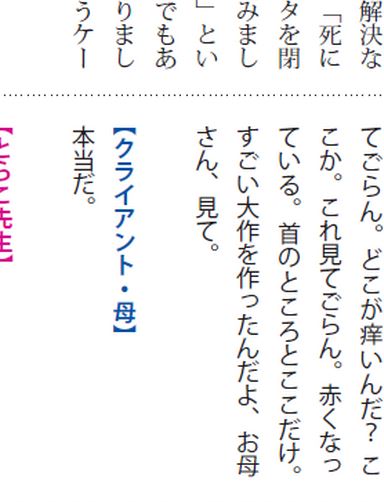 解決な
「死に
タを閉
みまし
」とい
でもあ
りまし
うケー
てごらん。どこが痒いんだ？ こ
こか。これ見てごらん。赤くなっ
ている。首のところとここだけ。
すごい大作を作ったんだよ、お母
さん、見て。
【クライアント・母】
本当だ。
【とらこ先生】